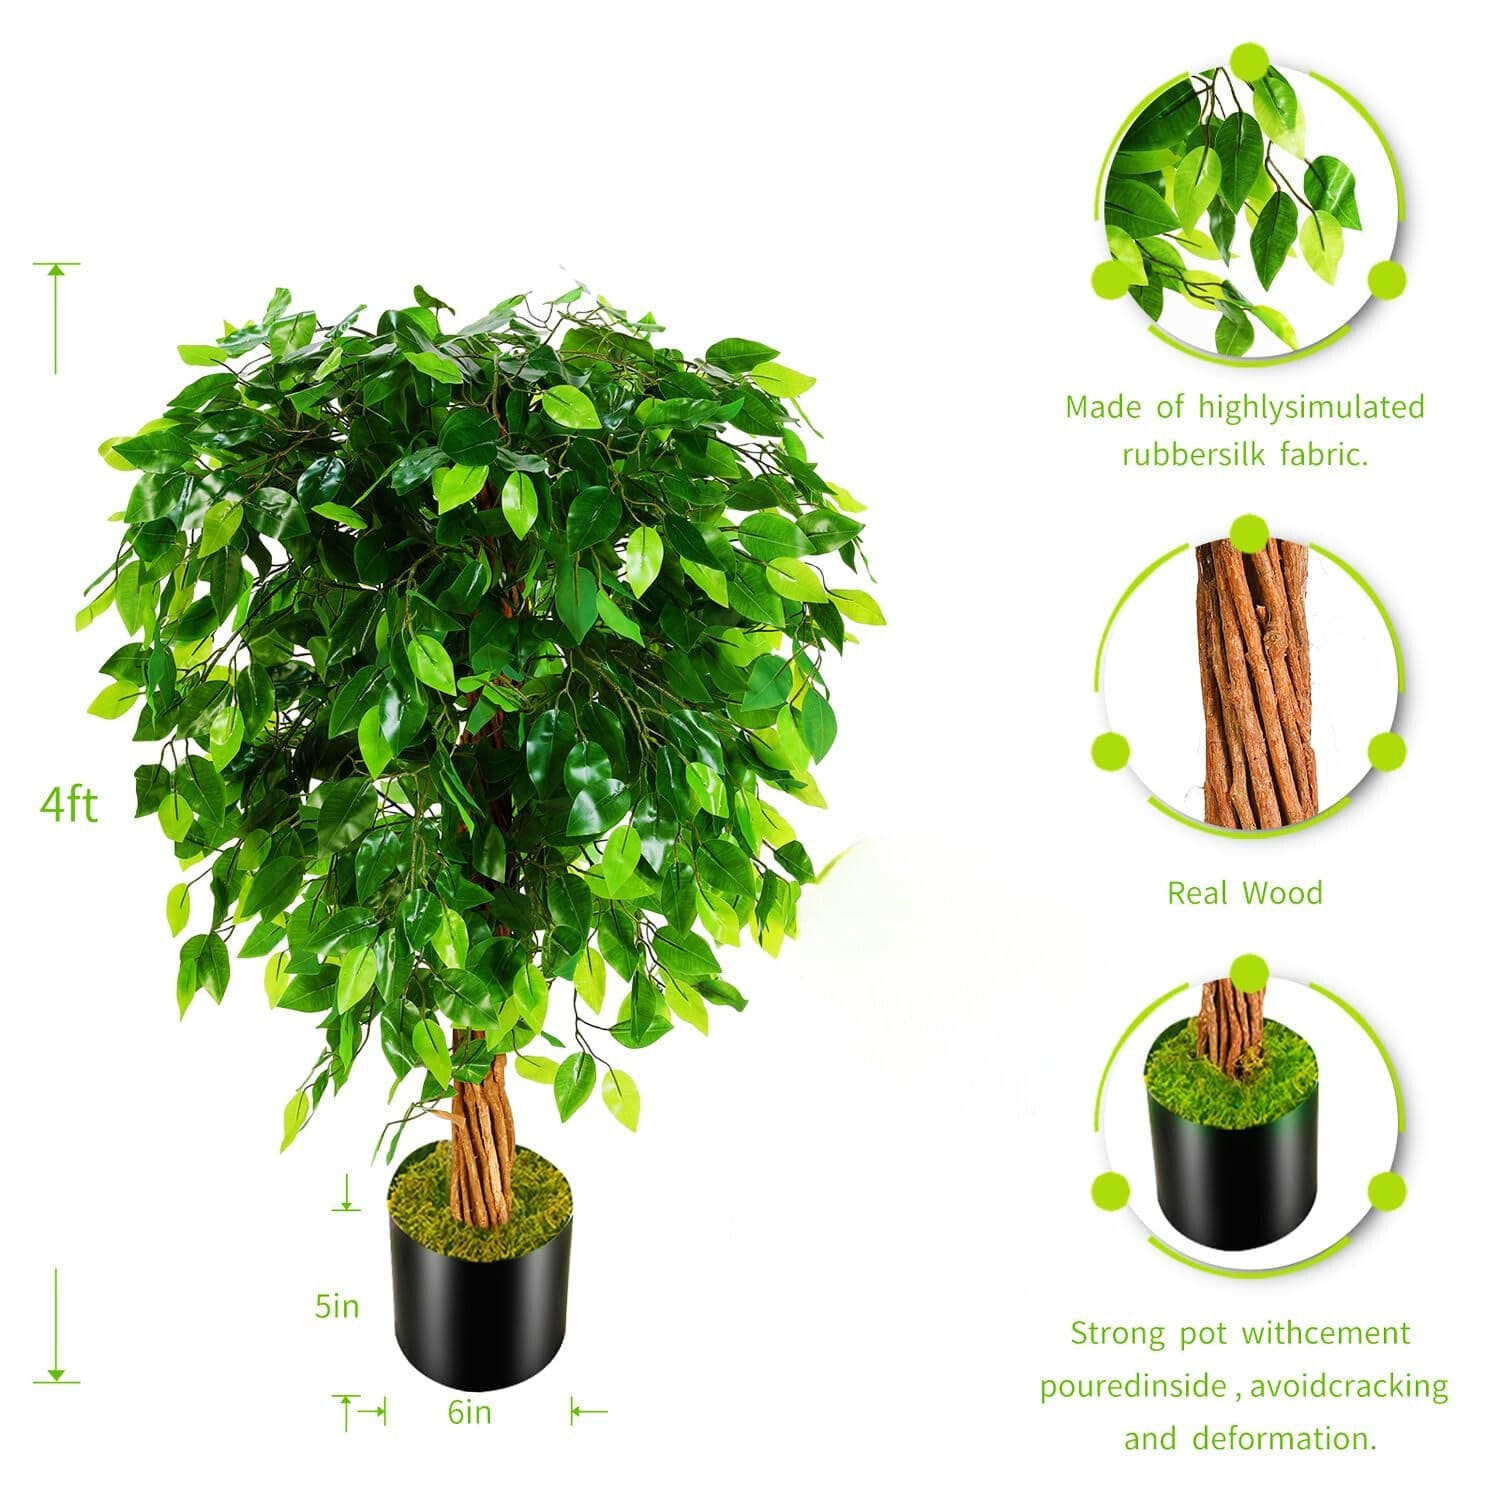 4ft
5in
6in
Made of highlysimulated
rubbersilk fabric.
Real Wood
Strong pot withcement
pouredinside , avoidcracking
and deformation.